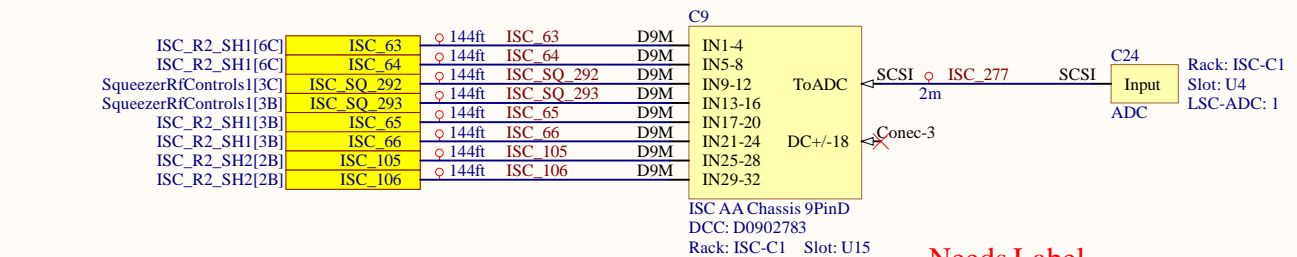 C9
ISC_R2_SH1[6C] ISC_63 144ft ISC_63 D9M IN1-4
ISC_R2_SH1[6C] ISC_64 144ft ISC_64 D9M IN5-8
SqueezerRfControls1[3C] ISC_SQ_292 144ft ISC_SQ_292 D9M IN9-12
SqueezerRfControls1[3B] ISC_SQ_293 144ft ISC_SQ_293 D9M IN13-16
ISC_R2_SH1[3B] ISC_65 144ft ISC_65 D9M IN17-20
ISC_R2_SH1[3B] ISC_66 144ft ISC_66 D9M IN21-24
ISC_R2_SH2[2B] ISC_105 144ft ISC_105 D9M IN25-28
ISC_R2_SH2[2B] ISC_106 144ft ISC_106 D9M IN29-32
ToADC SCSI ISC_277 SCSI
2m
DC+/-18 Conec-3
C24
Input
ADC
Rack: ISC-C1
Slot: U4
LSC-ADC: 1
ISC AA Chassis 9PinD
DCC: D0902783
Rack: ISC-C1 Slot: U15
Needs Label